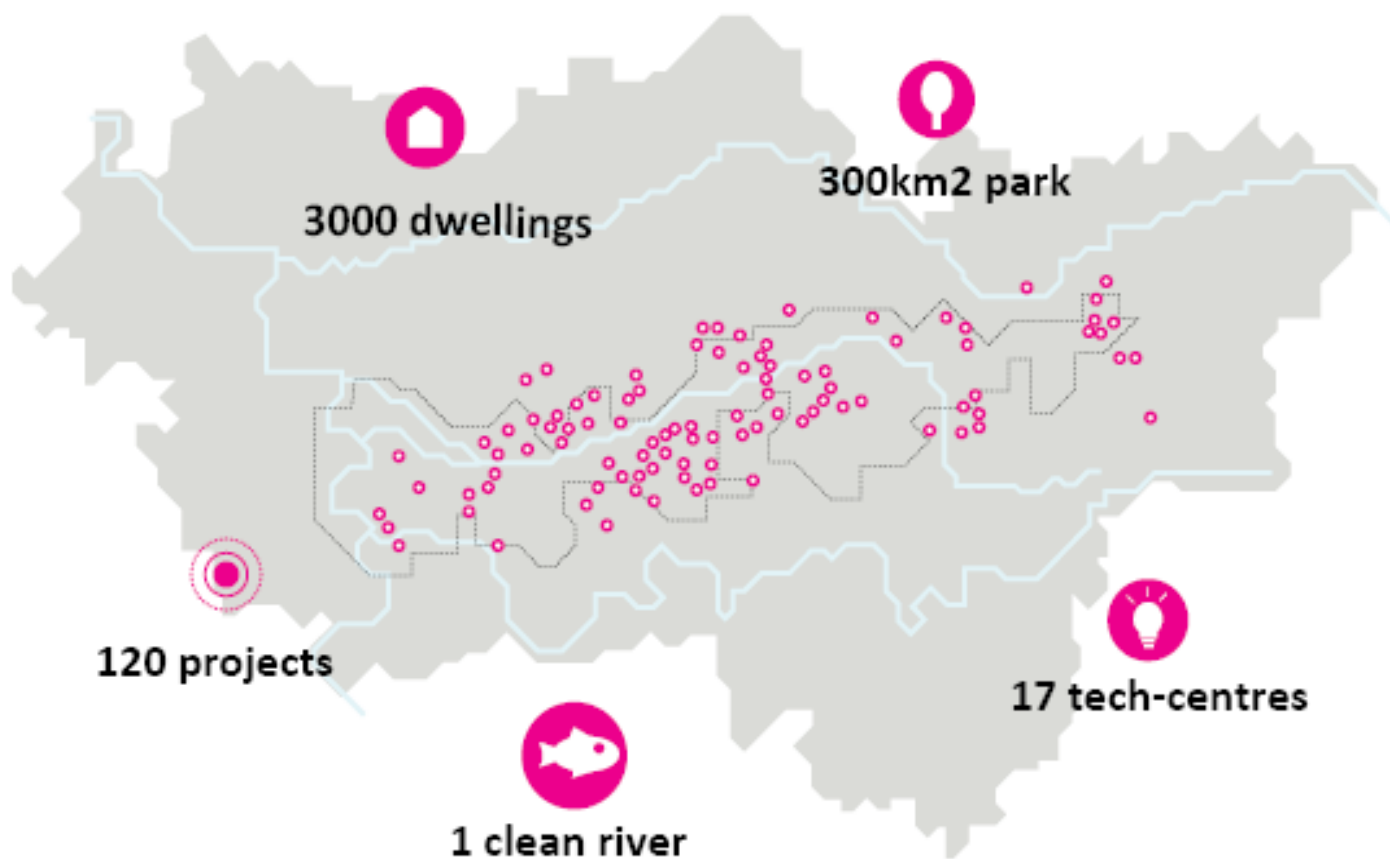 300km2 park
3000 dwellings
120 projects
17 tech-centres
1 clean river